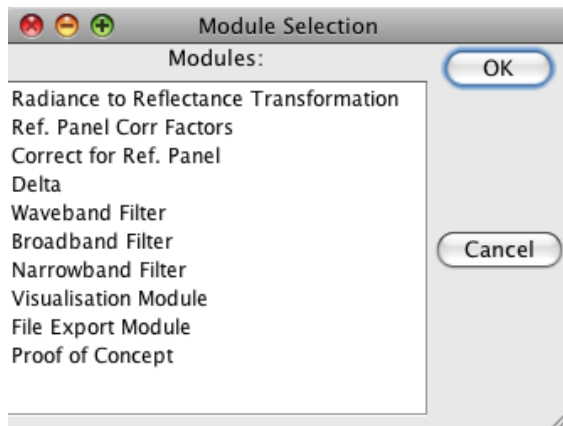 Module Selection
Modules:
OK
Radiance to Reflectance Transformation
Ref. Panel Corr Factors
Correct for Ref. Panel
Delta
Waveband Filter
Broadband Filter
Cancel
Narrowband Filter
Visualisation Module
File Export Module
Proof of Concept